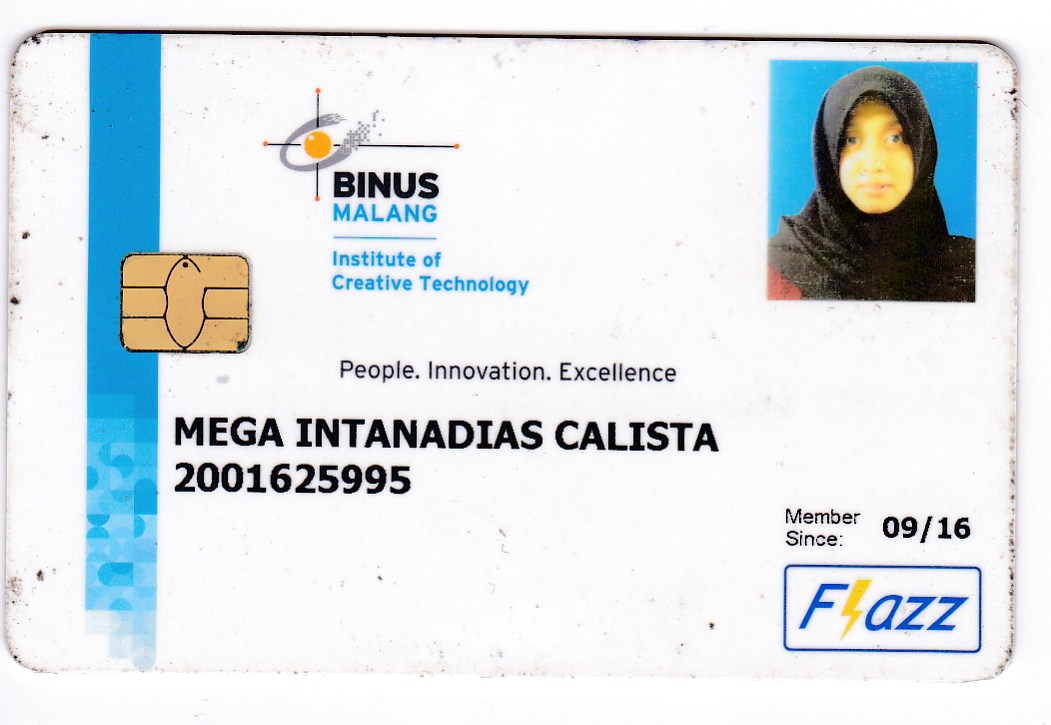 BINUS
MALANG
Institute of
Creative Technology
People. Innovation. Excellence
MEGA INTANADIAS CALISTA
2001625995
Member
Since: 09/16
Flazz